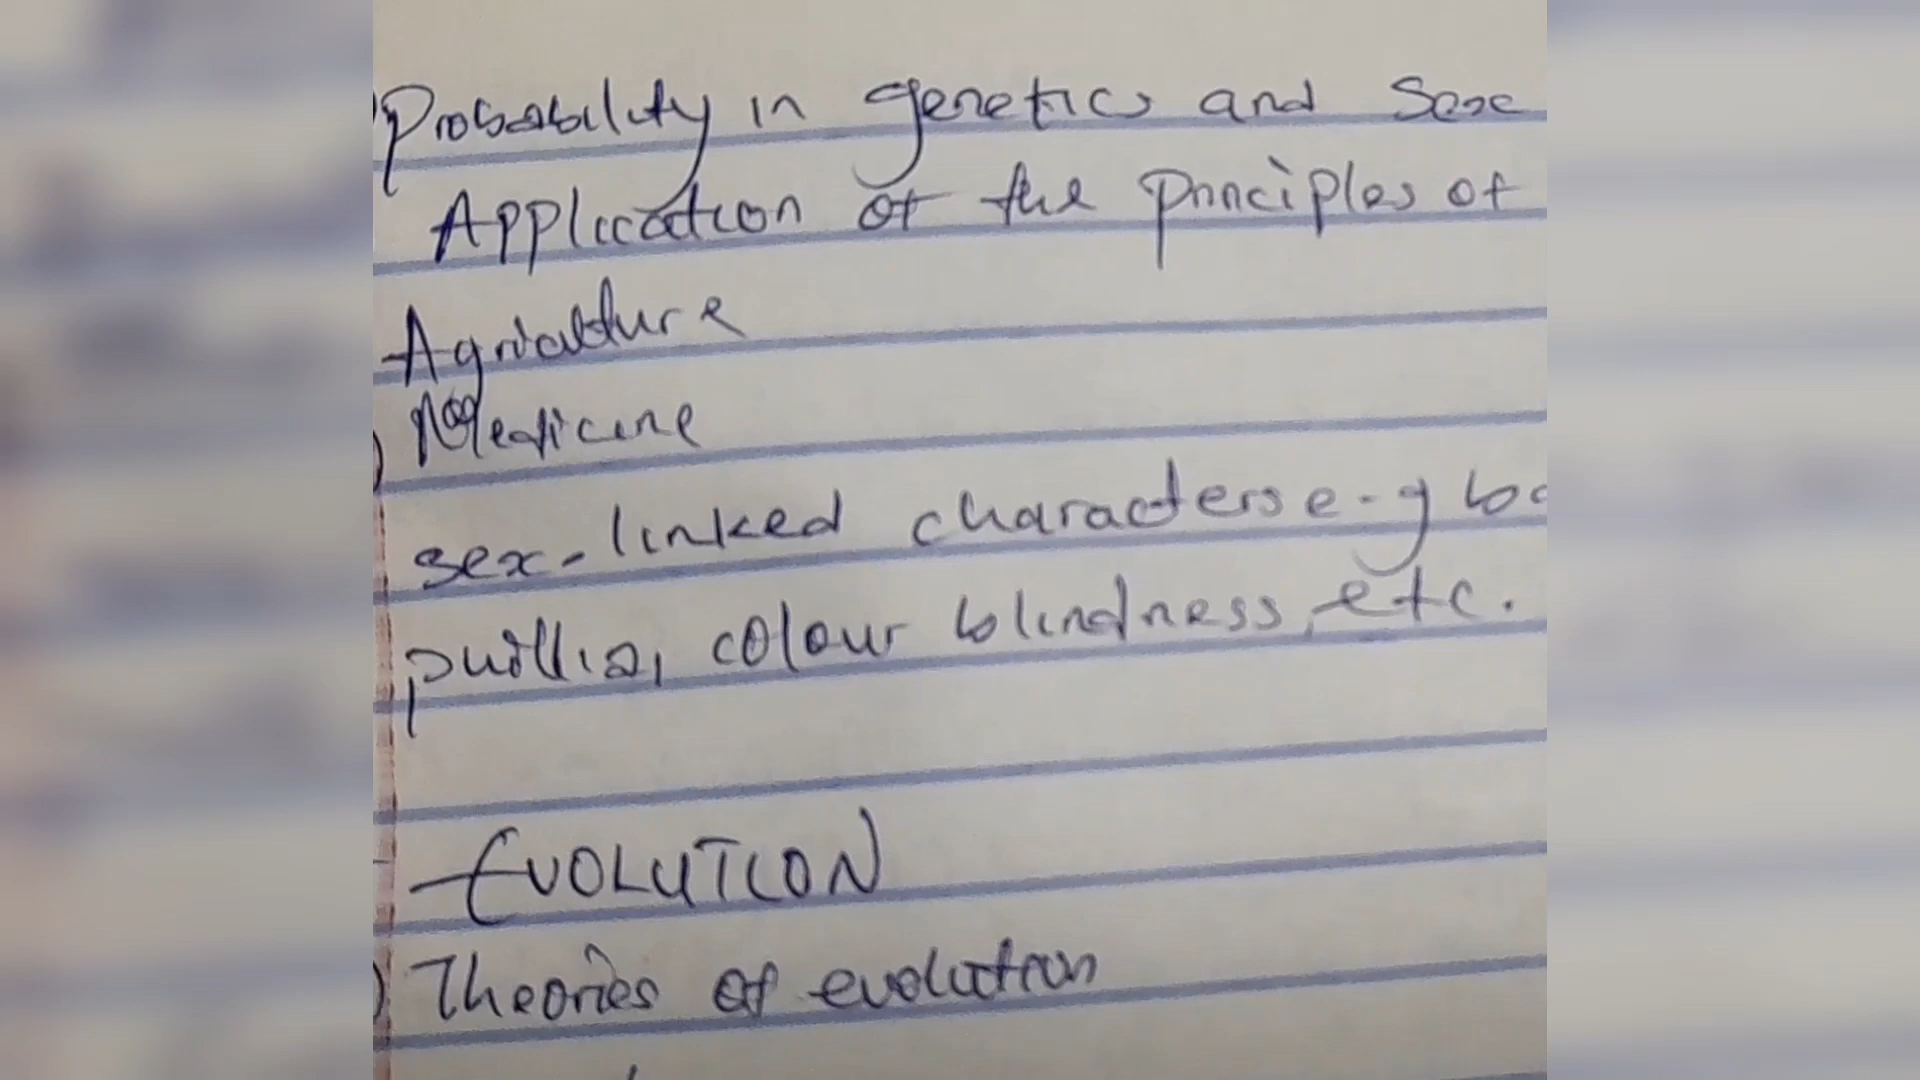 Probability in genetics and Sex
Application of the principles of
Agriculture
Medicine
sex-linked characters e-g
colour blindness, etc.
EVOLUTION
Theories of evolution